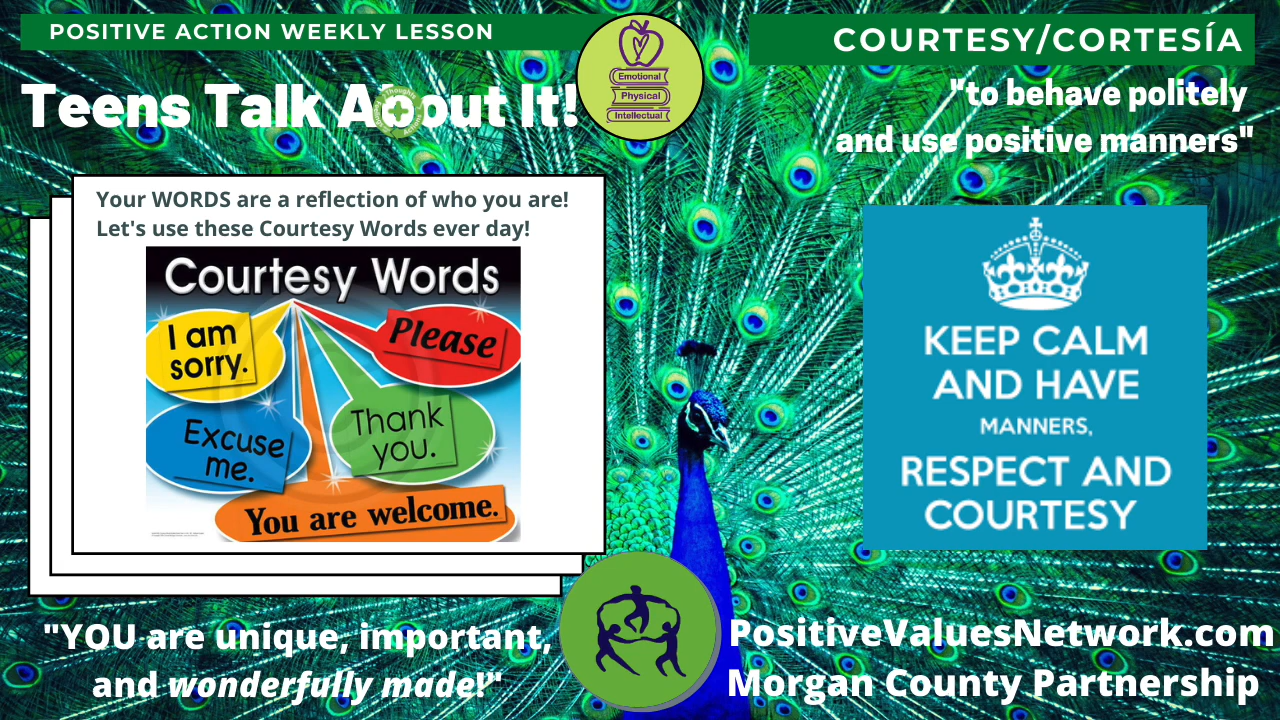 POSITIVE ACTION WEEKLY LESSON
Teens Talk About It!
Emotional
Physical
Intellectual
COURTESY/CORTESÍA
"to behave politely
and use positive manners"
Your WORDS are a reflection of who you are!
Let's use these Courtesy Words ever day!
Courtesy Words
I am
sorry.
Please
Excuse
me.
Thank
you.
You are welcome.
KEEP CALM
AND HAVE
MANNERS,
RESPECT AND
COURTESY
"YOU are unique, important,
and wonderfully made!"
PositiveValuesNetwork.com
Morgan County Partnership